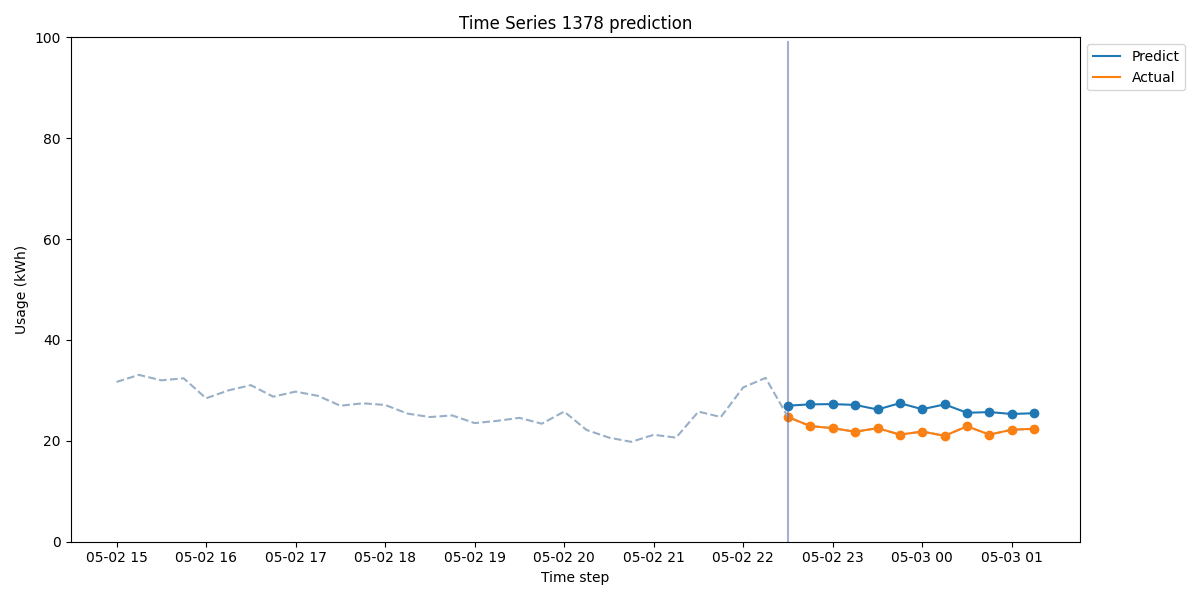 Time Series 1378 prediction
100
80
60
40
20
0
Usage (kWh)
05-02 15 05-02 16 05-02 17 05-02 18 05-02 19 05-02 20 05-02 21 05-02 22 05-02 23 05-03 00 05-03 01
Time step
Predict
Actual